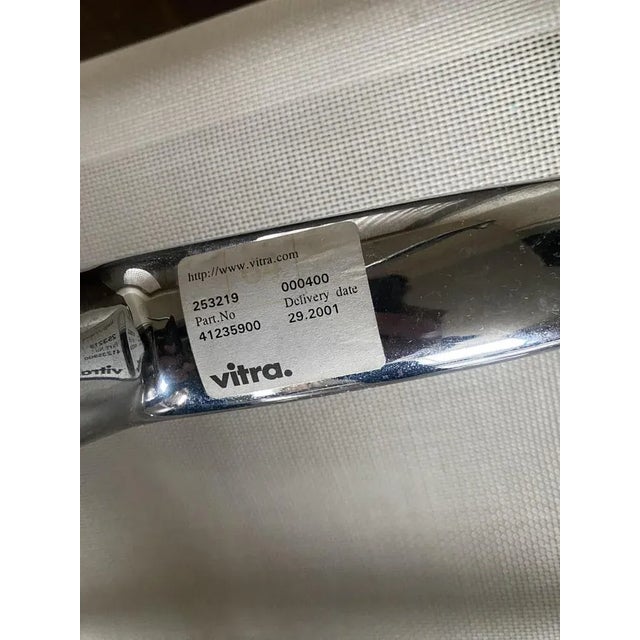 http://www.vitra.com
253219 000400
Part.No Delivery date
41235900 29.2001
vitra.